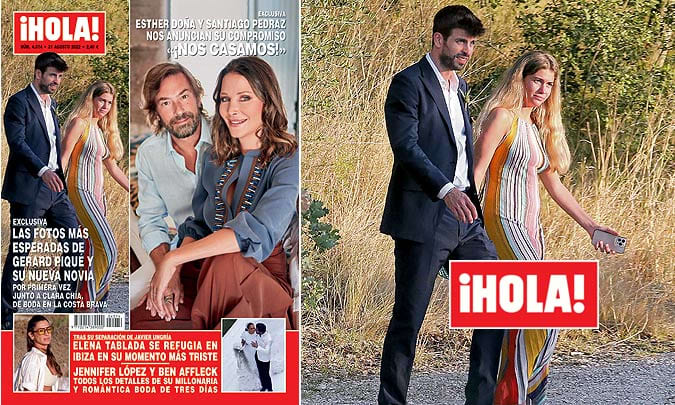 ¡HOLA!
NÚM. 4.074 • 31 AGOSTO 2022 • 2,40 €
EXCLUSIVA
ESTHER DOÑA Y SANTIAGO PEDRAZ
NOS ANUNCIAN SU COMPROMISO
«¡NOS CASAMOS!»
EXCLUSIVA
LAS FOTOS MÁS
ESPERADAS DE
GERARD PIQUÉ Y
SU NUEVA NOVIA
POR PRIMERA VEZ
JUNTO A CLARA CHIA,
DE BODA EN LA COSTA BRAVA
TRAS SU SEPARACIÓN DE JAVIER UNGRÍA
ELENA TABLADA SE REFUGIA EN
IBIZA EN SU MOMENTO MÁS TRISTE
JENNIFER LÓPEZ Y BEN AFFLECK
TODOS LOS DETALLES DE SU MILLONARIA
Y ROMÁNTICA BODA DE TRES DÍAS
¡HOLA!